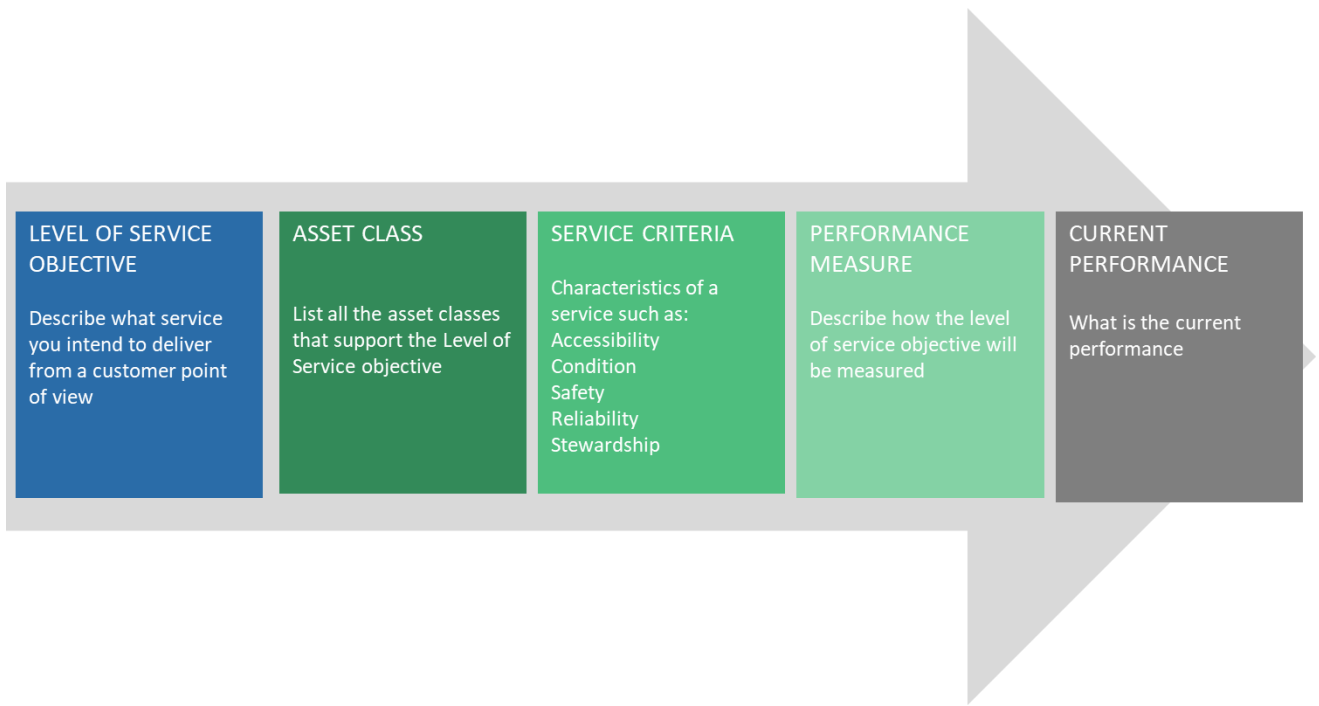 LEVEL OF SERVICE
OBJECTIVE
Describe what service
you intend to deliver
from a customer point
of view
ASSET CLASS
List all the asset classes
that support the Level of
Service objective
SERVICE CRITERIA
Characteristics of a
service such as:
Accessibility
Condition
Safety
Reliability
Stewardship
PERFORMANCE
MEASURE
Describe how the level
of service objective will
be measured
CURRENT
PERFORMANCE
What is the current
performance